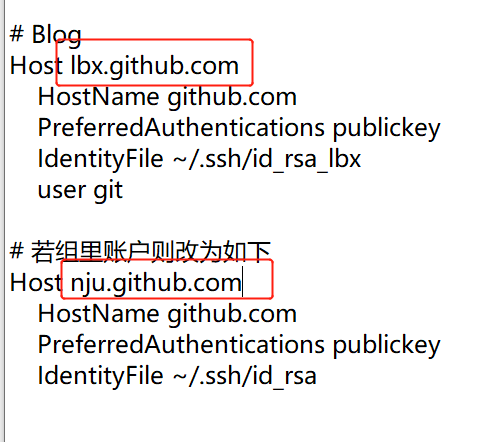 # Blog
Host lbx.github.com
HostName github.com
PreferredAuthentications publickey
IdentityFile ~/.ssh/id_rsa_lbx
user git
# 若组里账户则改为如下
Host nju.github.com
HostName github.com
PreferredAuthentications publickey
IdentityFile ~/.ssh/id_rsa